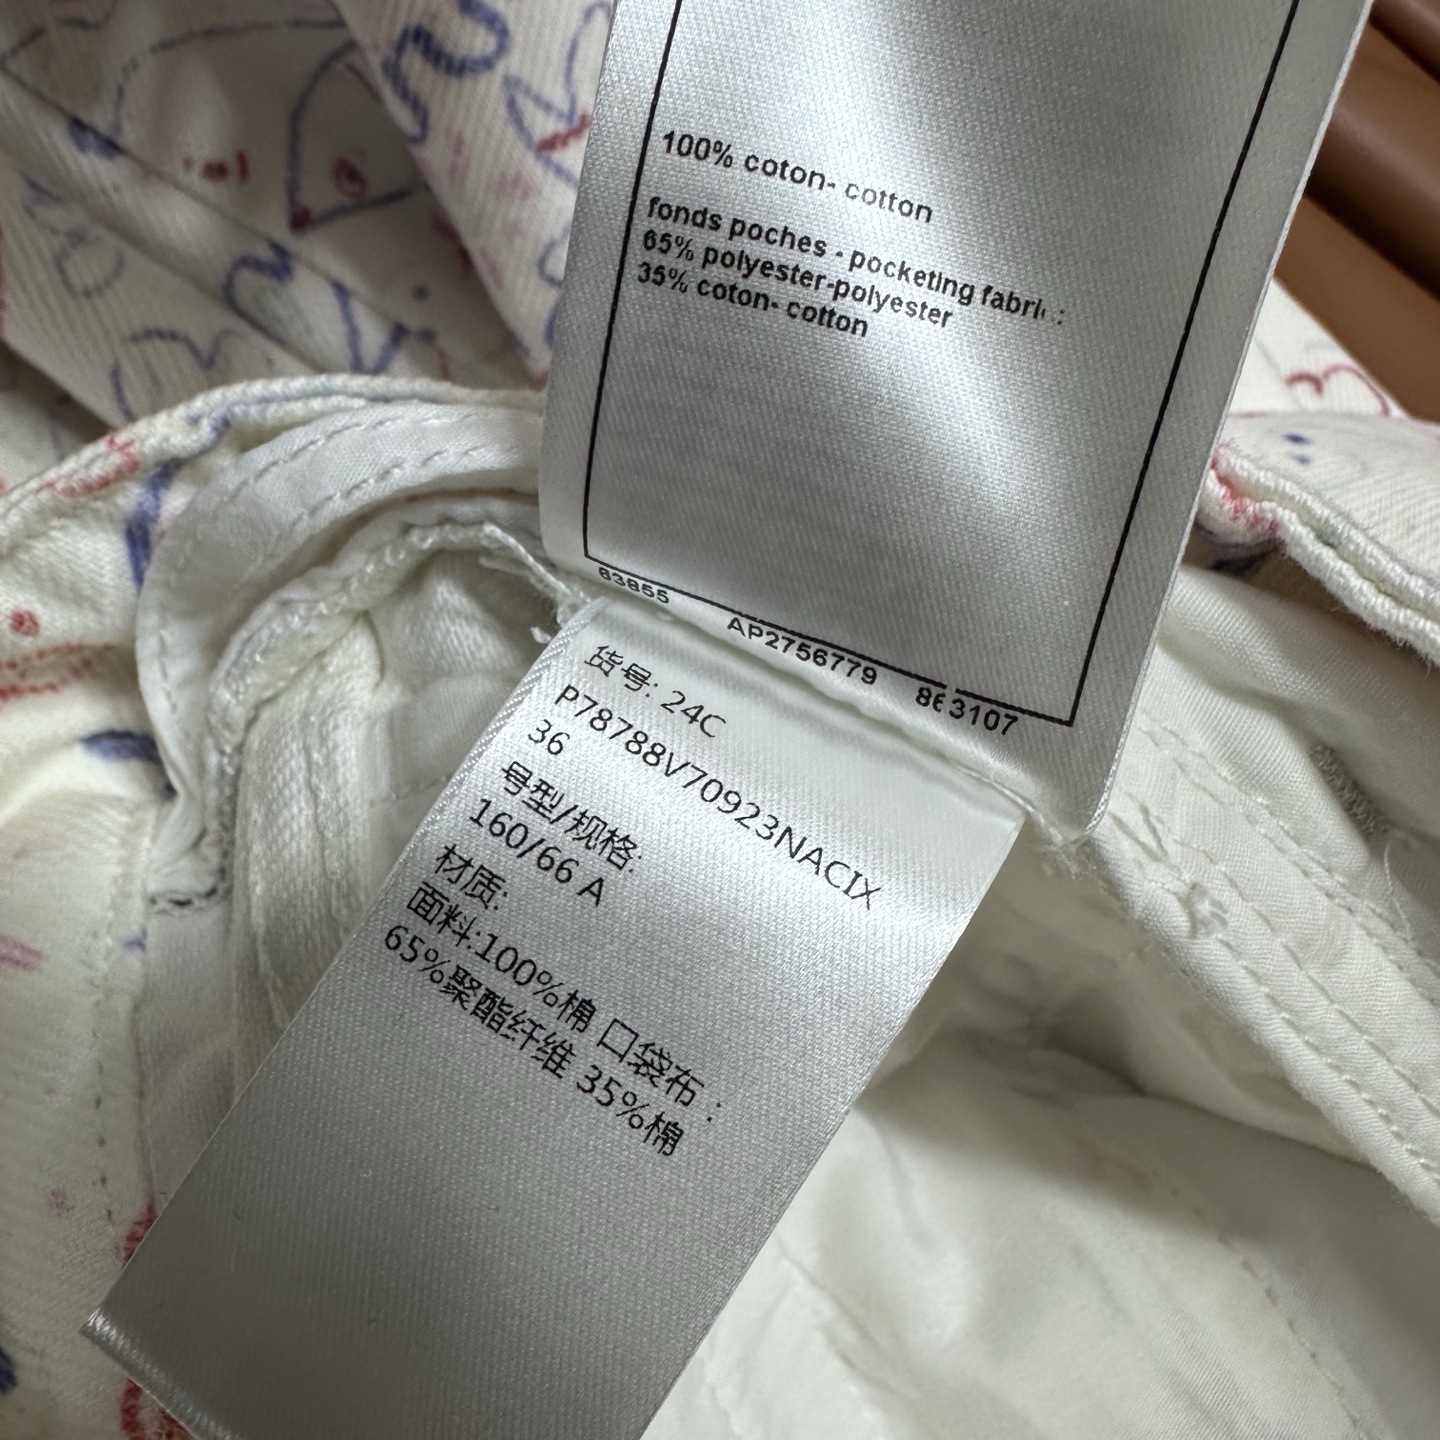 100% coton- cotton
fonds poches - pocketing fabric :
65% polyester-polyester
35% coton- cotton
63855 AP2756779 863107
货号: 24C
P78788V70923NACIX
36
号型/规格:
160/66 A
材质:
面料:100%棉 口袋布：
65%聚酯纤维 35%棉